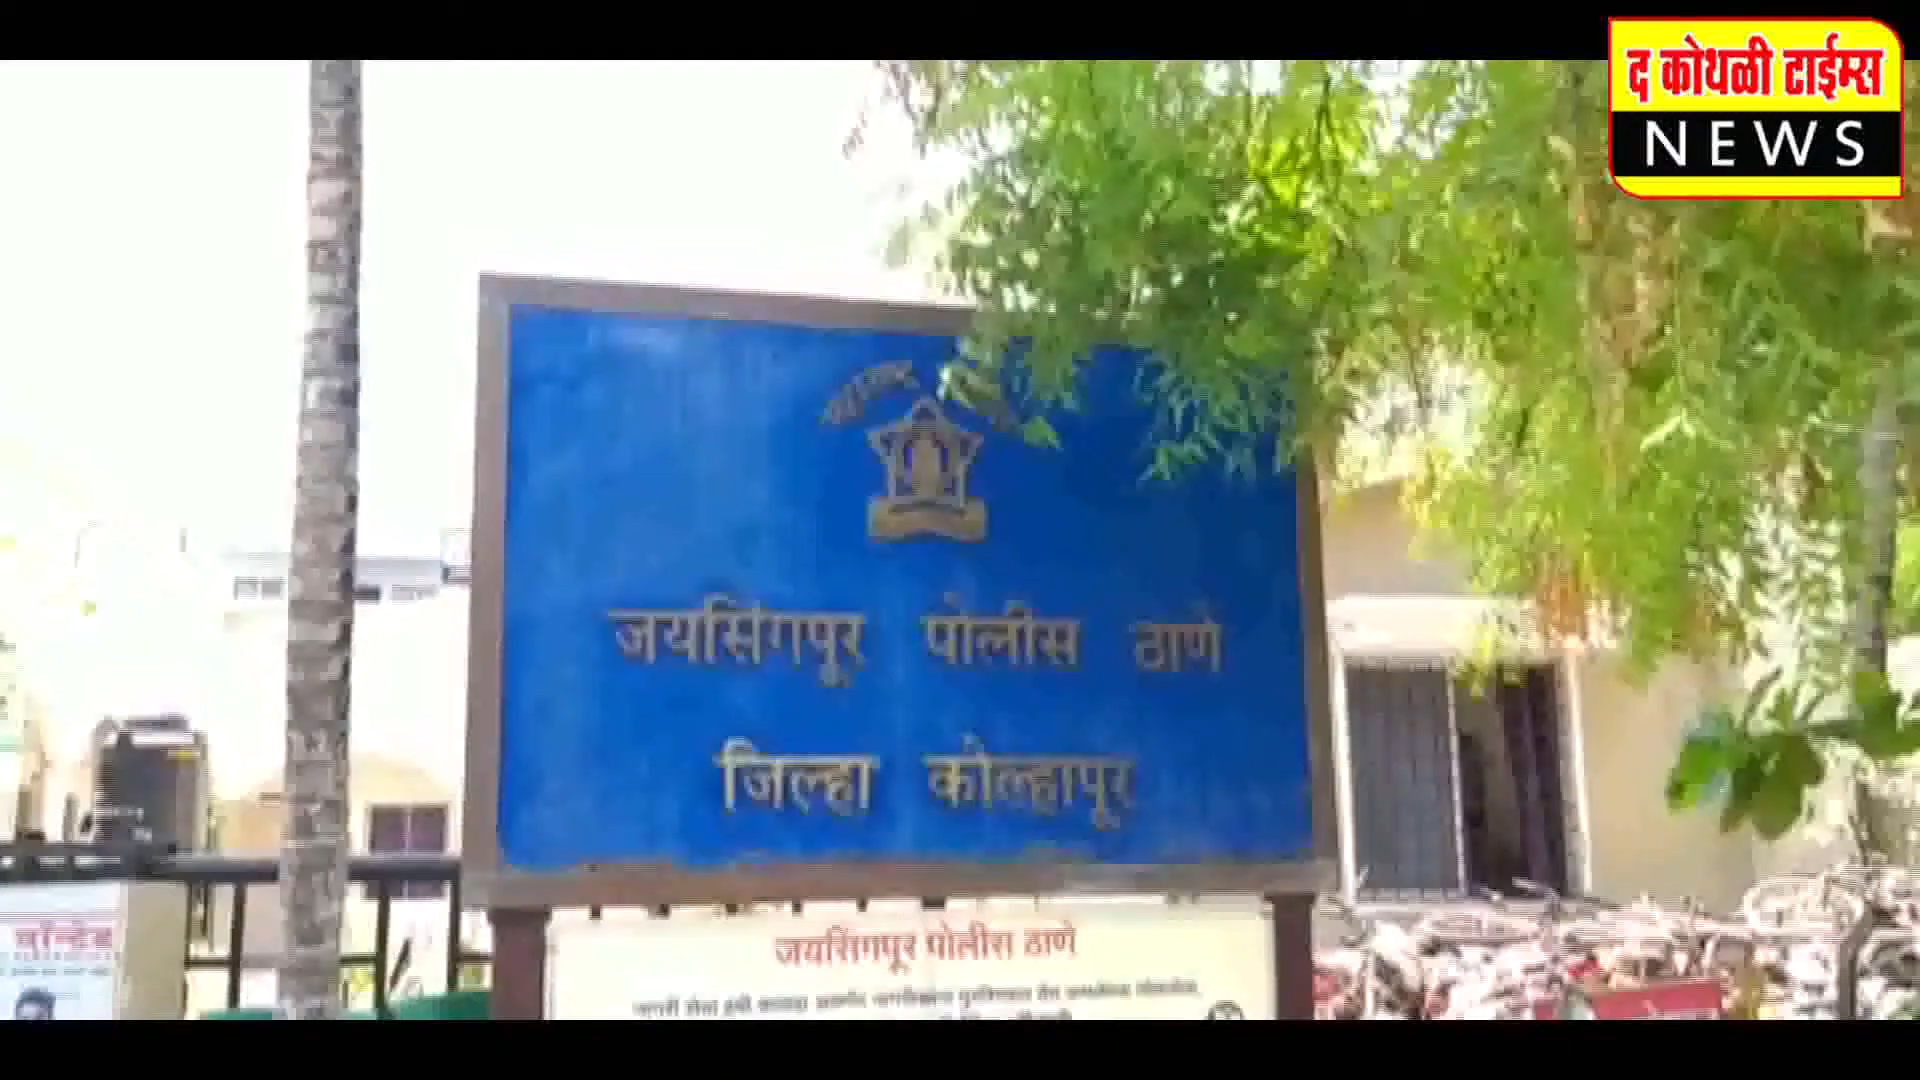 द कोथळी टाईम्स
NEWS
जयसिंगपूर पोलीस ठाणे
जिल्हा कोल्हापूर
जयसिंगपूर पोलीस ठाणे
वॉन्टेड